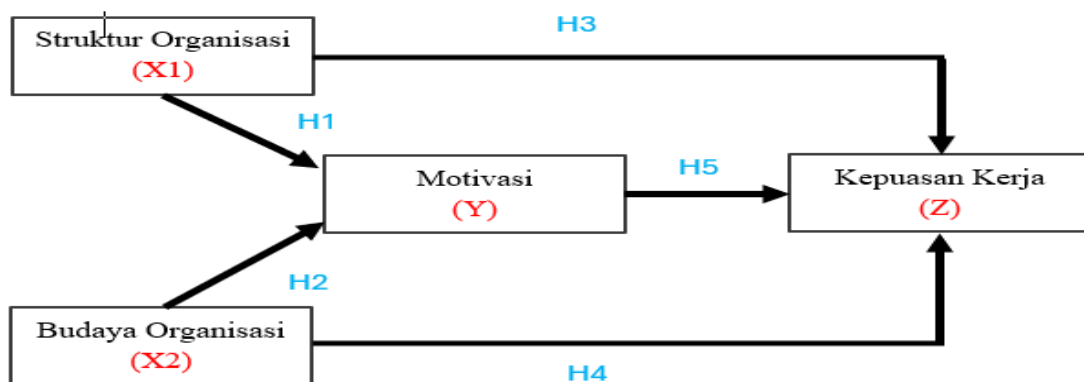 H3
Struktur Organisasi
(X1)
H1
Motivasi
(Y)
H5
Kepuasan Kerja
(Z)
H2
Budaya Organisasi
(X2)
H4